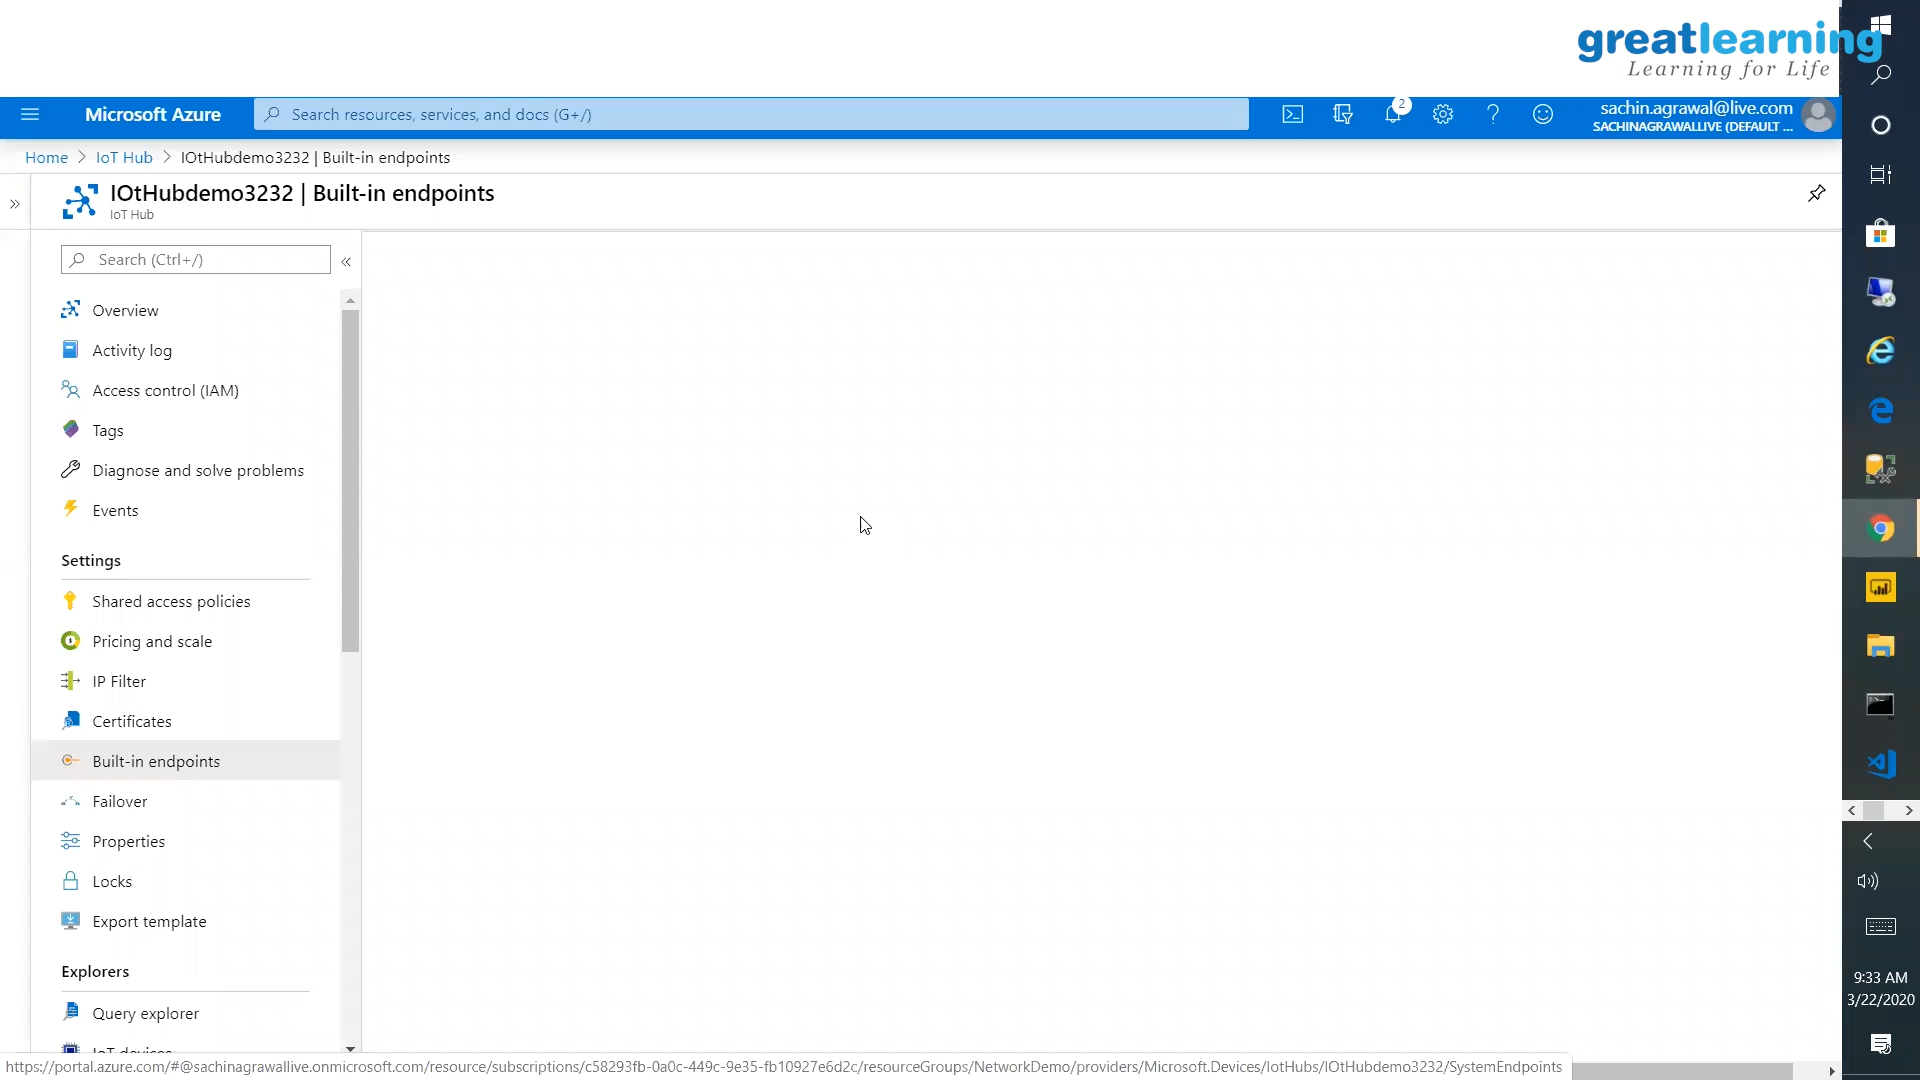 greatlearning
Learning for Life
Microsoft Azure
Search resources, services, and docs (G+/)
2
sachin.agrawal@live.com
SACHINAGRAWALLIVE (DEFAULT ...
Home > IoT Hub > IOtHubdemo3232 | Built-in endpoints
IOtHubdemo3232 | Built-in endpoints
IoT Hub
Search (Ctrl+/)
Overview
Activity log
Access control (IAM)
Tags
Diagnose and solve problems
Events
Settings
Shared access policies
Pricing and scale
IP Filter
Certificates
Built-in endpoints
Failover
Properties
Locks
Export template
Explorers
Query explorer
IoT devices
https://portal.azure.com/#@sachinagrawallive.onmicrosoft.com/resource/subscriptions/c58293fb-0a0c-449c-9e35-fb10927e6d2c/resourceGroups/NetworkDemo/providers/Microsoft.Devices/IotHubs/IOtHubdemo3232/SystemEndpoints
9:33 AM
3/22/2020